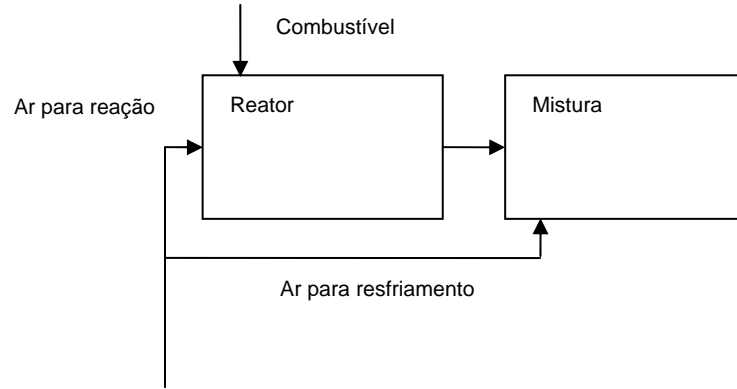 Combustível
Ar para reação
Reator
Mistura
Ar para resfriamento